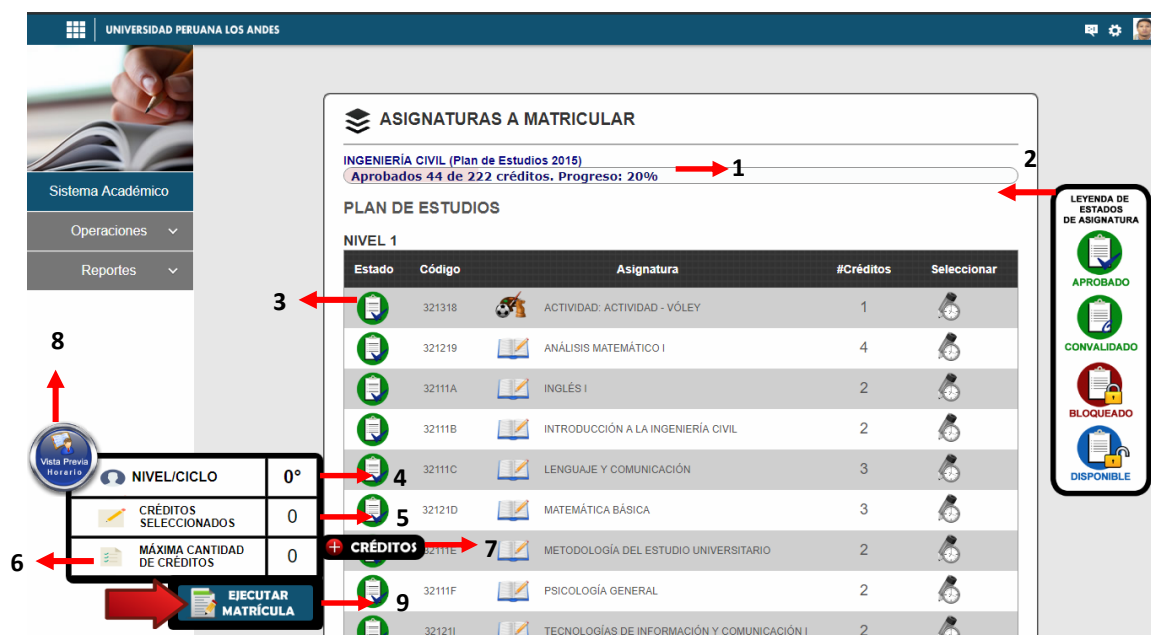 UNIVERSIDAD PERUANA LOS ANDES
ASIGNATURAS A MATRICULAR
INGENIERÍA CIVIL (Plan de Estudios 2015)
Aprobados 44 de 222 créditos. Progreso: 20%
1
2
PLAN DE ESTUDIOS
NIVEL 1
Estado Código Asignatura #Créditos Seleccionar
3
321318 ACTIVIDAD: ACTIVIDAD - VÓLEY 1
321219 ANÁLISIS MATEMÁTICO I 4
32111A INGLÉS I 2
32111B INTRODUCCIÓN A LA INGENIERÍA CIVIL 2
32111C LENGUAJE Y COMUNICACIÓN 3
32121D MATEMÁTICA BÁSICA 3
32111E METODOLOGÍA DEL ESTUDIO UNIVERSITARIO 2
32111F PSICOLOGÍA GENERAL 2
32121I TECNOLOGÍAS DE INFORMACIÓN Y COMUNICACIÓN I 2
Sistema Académico
Operaciones
Reportes
8
Vista Previa
Horario
NIVEL/CICLO 0°
4
CRÉDITOS
SELECCIONADOS 0
5
6
MÁXIMA CANTIDAD
DE CRÉDITOS 0
CRÉDITOS
7
EJECUTAR
MATRÍCULA
9
LEYENDA DE
ESTADOS
DE ASIGNATURA
APROBADO
CONVALIDADO
BLOQUEADO
DISPONIBLE